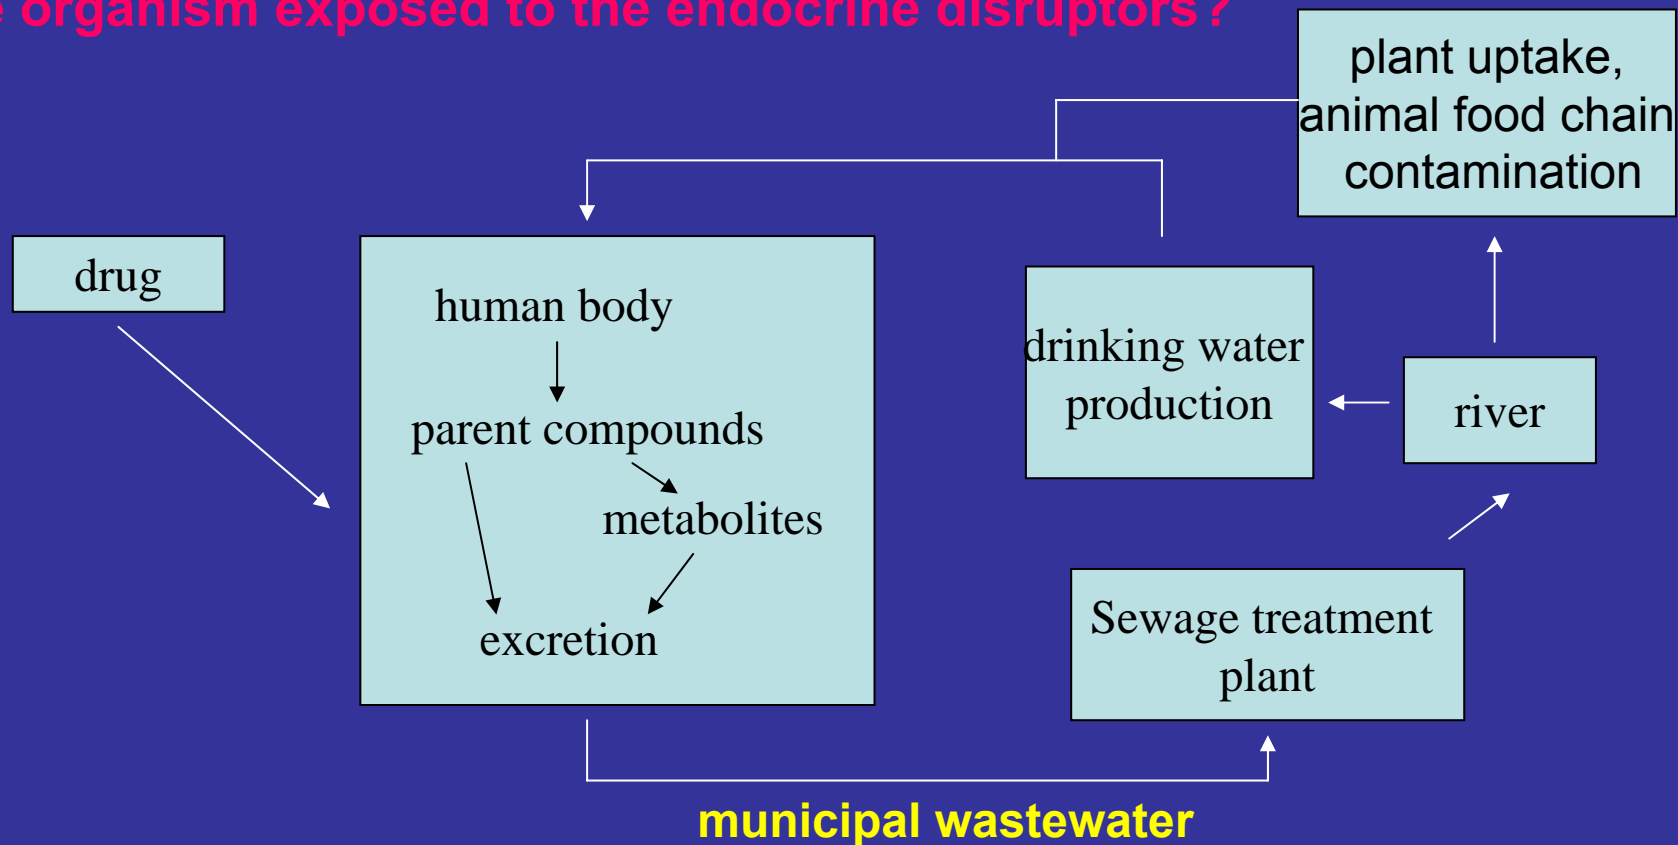 organism exposed to the endocrine disruptors?
plant uptake,
animal food chain
contamination
drug
human body
parent compounds
metabolites
excretion
drinking water
production
river
Sewage treatment
plant
municipal wastewater